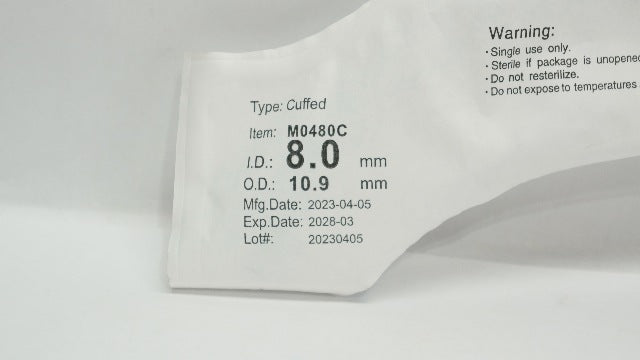 Warning:
·Single use only.
·Sterile if package is unopened
·Do not resterilize.
·Do not expose to temperatures
Type: Cuffed
Item: M0480C
I.D.: 8.0 mm
O.D.: 10.9 mm
Mfg.Date: 2023-04-05
Exp.Date: 2028-03
Lot#: 20230405